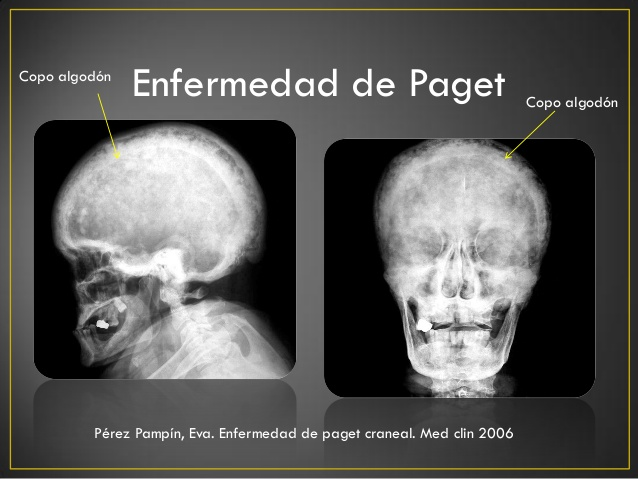 Copo algodón
Enfermedad de Paget
Copo algodón
Pérez Pampín, Eva. Enfermedad de paget craneal. Med clin 2006